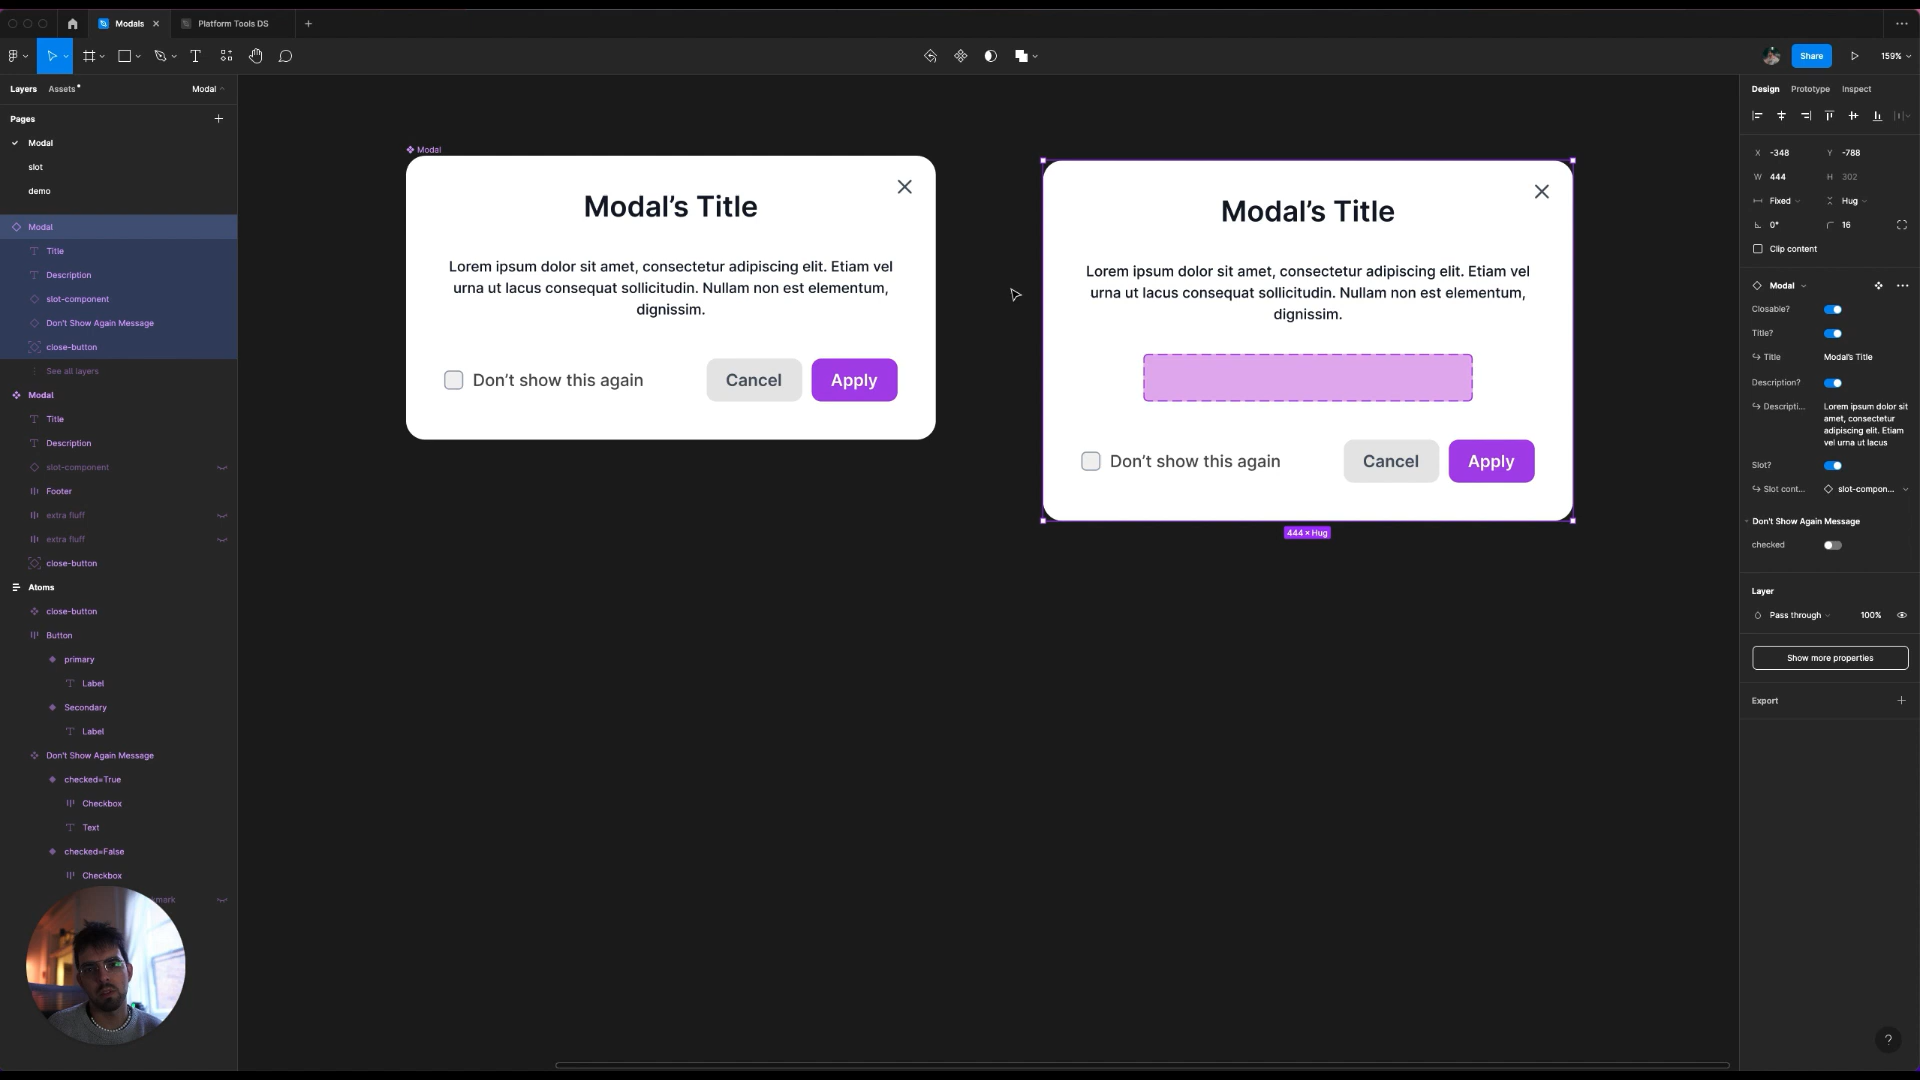 Modals
Platform Tools DS
Share
159%
Layers
Assets
Modal
Pages
Modal
slot
demo
Modal
Title
Description
slot-component
Don't Show Again Message
close-button
See all layers
Modal
Title
Description
slot-component
Footer
extra fluff
extra fluff
close-button
Atoms
close-button
Button
primary
Label
Secondary
Label
Don't Show Again Message
checked=True
Checkbox
Text
checked=False
Checkbox
Modal
Modal's Title
Lorem ipsum dolor sit amet, consectetur adipiscing elit. Etiam vel
urna ut lacus consequat sollicitudin. Nullam non est elementum,
dignissim.
Don't show this again
Cancel
Apply
Modal's Title
Lorem ipsum dolor sit amet, consectetur adipiscing elit. Etiam vel
urna ut lacus consequat sollicitudin. Nullam non est elementum,
dignissim.
Don't show this again
Cancel
Apply
444 × Hug
Design
Prototype
Inspect
X -348 Y -788
W 444 H 302
Fixed Hug
0° 16
Clip content
Modal
Closable?
Title?
Title Modal's Title
Description?
Descripti... Lorem ipsum dolor sit
amet, consectetur
adipiscing elit. Etiam
vel urna ut lacus
Slot?
Slot cont... slot-compon...
Don't Show Again Message
checked
Layer
Pass through 100%
Show more properties
Export
?